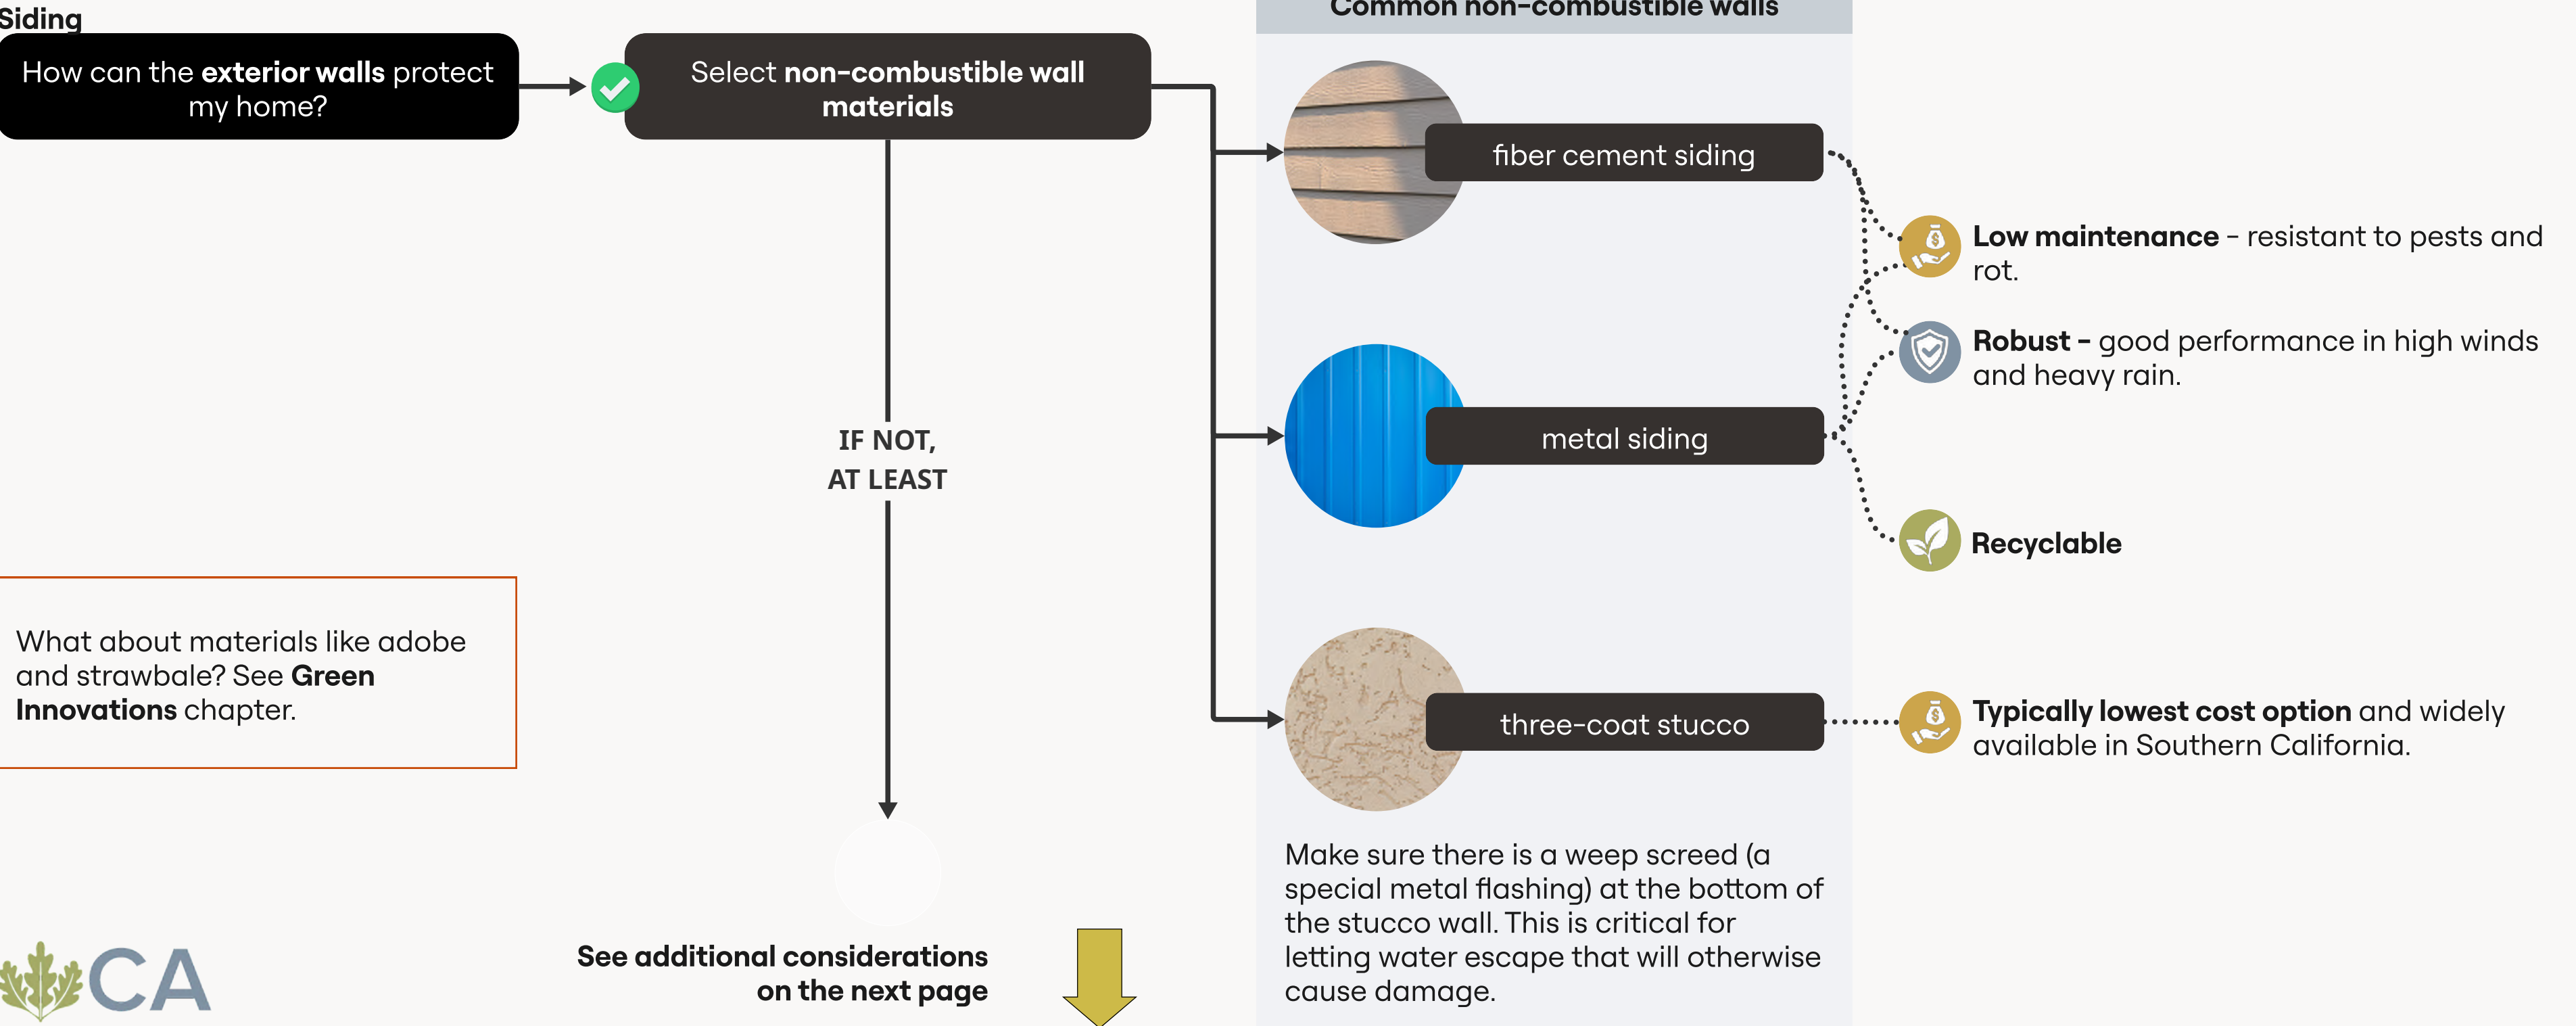 Siding
How can the exterior walls protect
my home?
Select non-combustible wall
materials
Common non-combustible walls
fiber cement siding
Low maintenance - resistant to pests and
rot.
Robust - good performance in high winds
and heavy rain.
IF NOT,
AT LEAST
metal siding
Recyclable
What about materials like adobe
and strawbale? See Green
Innovations chapter.
three-coat stucco
Typically lowest cost option and widely
available in Southern California.
Make sure there is a weep screed (a
special metal flashing) at the bottom of
the stucco wall. This is critical for
letting water escape that will otherwise
cause damage.
See additional considerations
on the next page
CA